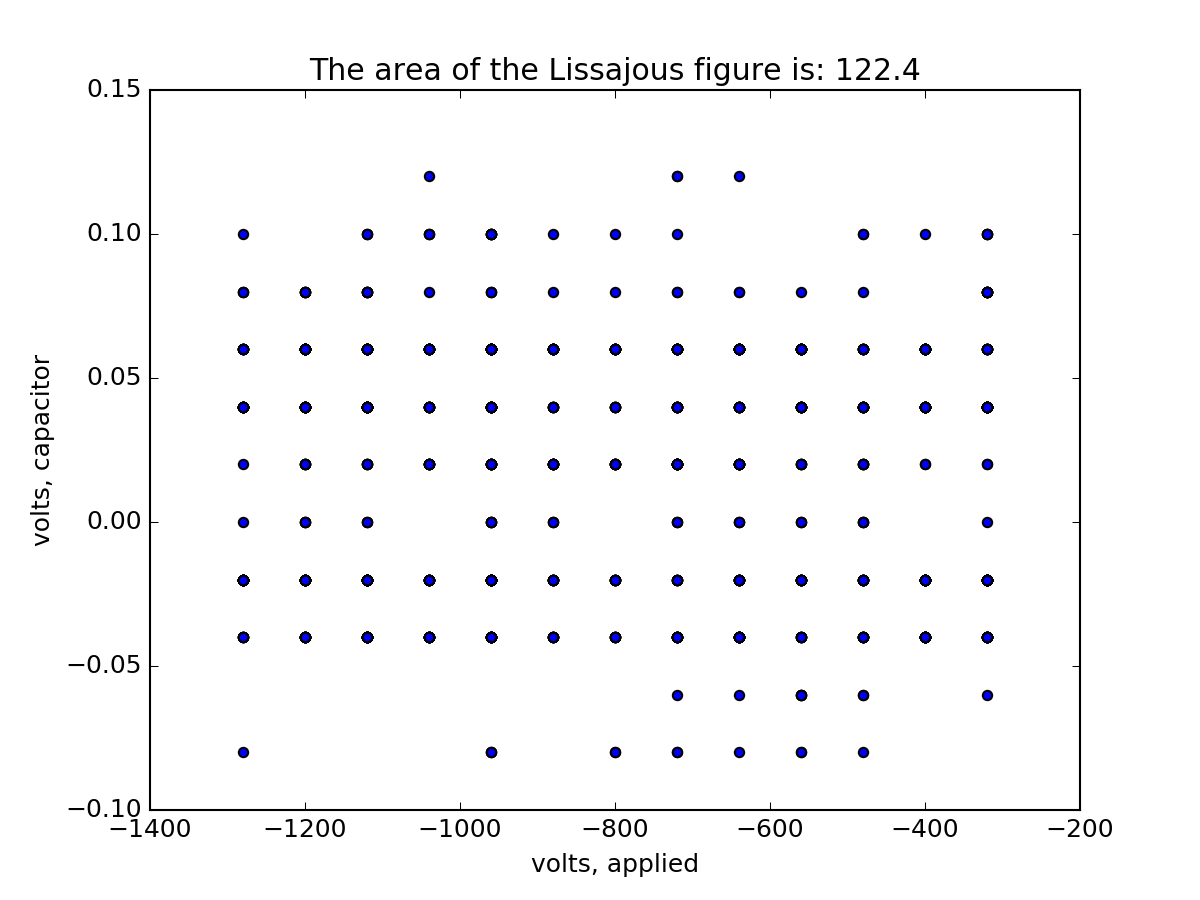 The area of the Lissajous figure is: 122.4
0.15
0.10
0.05
0.00
−0.05
−0.10
volts, capacitor
−1400 −1200 −1000 −800 −600 −400 −200
volts, applied